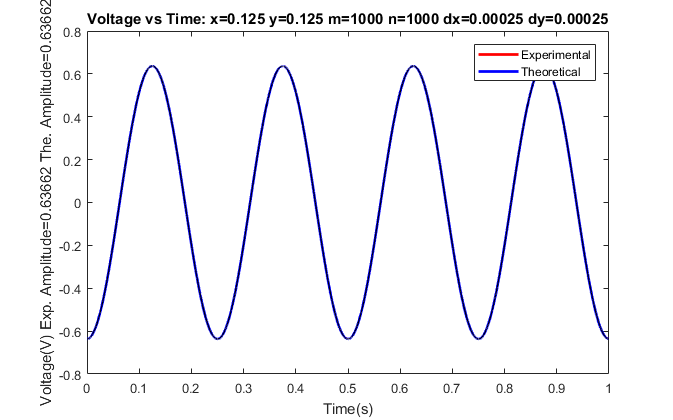 Voltage vs Time: x=0.125 y=0.125 m=1000 n=1000 dx=0.00025 dy=0.00025
Voltage(V) Exp. Amplitude=0.63662 The. Amplitude=0.63662
0.8
0.6
0.4
0.2
0
-0.2
-0.4
-0.6
-0.8
Experimental
Theoretical
0 0.1 0.2 0.3 0.4 0.5 0.6 0.7 0.8 0.9 1
Time(s)